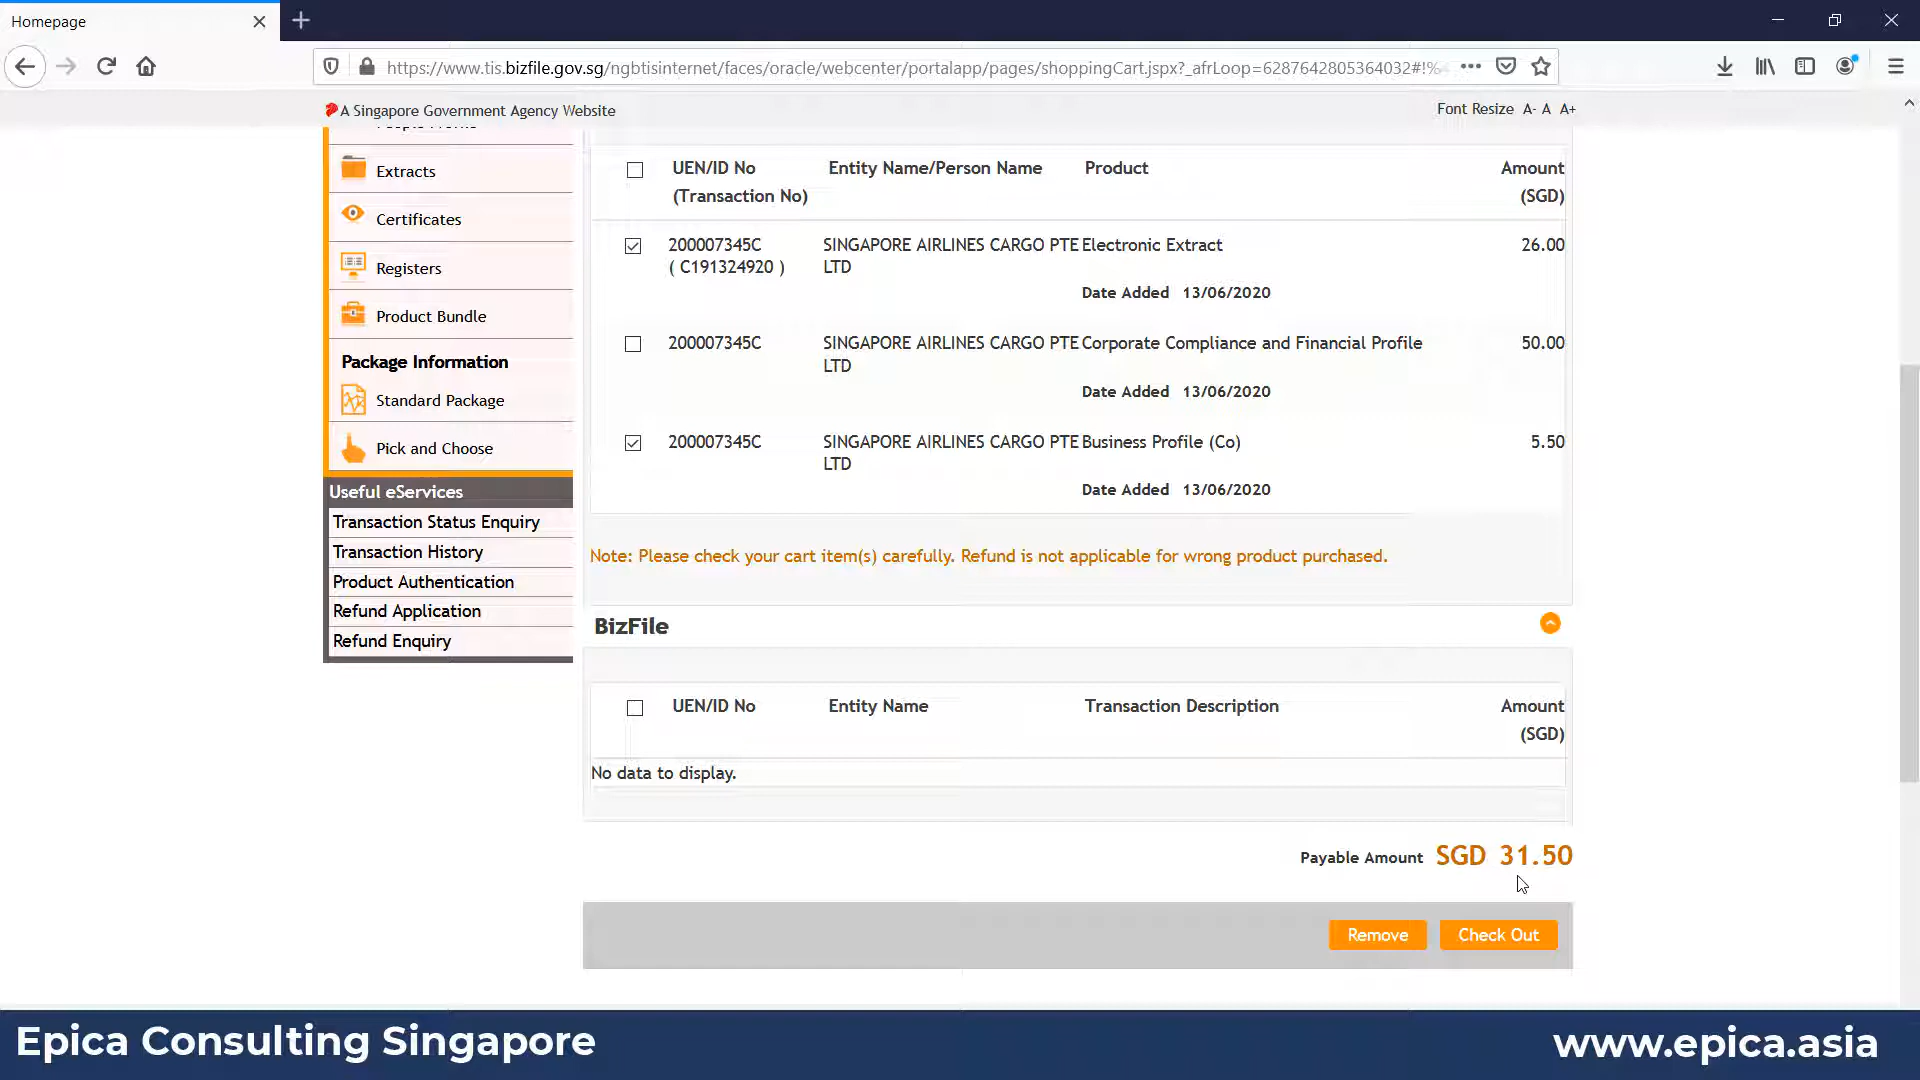 Homepage
https://www.tis.bizfile.gov.sg/ngbtisinternet/faces/oracle/webcenter/portalapp/pages/shoppingCart.jspx?_afrLoop=6287642805364032#!%
A Singapore Government Agency Website
Font Resize A- A A+
Extracts
Certificates
Registers
Product Bundle
Package Information
Standard Package
Pick and Choose
Useful eServices
Transaction Status Enquiry
Transaction History
Product Authentication
Refund Application
Refund Enquiry
UEN/ID No Entity Name/Person Name Product Amount
(Transaction No) (SGD)
200007345C SINGAPORE AIRLINES CARGO PTE Electronic Extract 26.00
( C191324920 ) LTD
Date Added 13/06/2020
200007345C SINGAPORE AIRLINES CARGO PTE Corporate Compliance and Financial Profile 50.00
LTD
Date Added 13/06/2020
200007345C SINGAPORE AIRLINES CARGO PTE Business Profile (Co) 5.50
LTD
Date Added 13/06/2020
Note: Please check your cart item(s) carefully. Refund is not applicable for wrong product purchased.
BizFile
UEN/ID No Entity Name Transaction Description Amount
(SGD)
No data to display.
Payable Amount SGD 31.50
Remove Check Out
Epica Consulting Singapore www.epica.asia